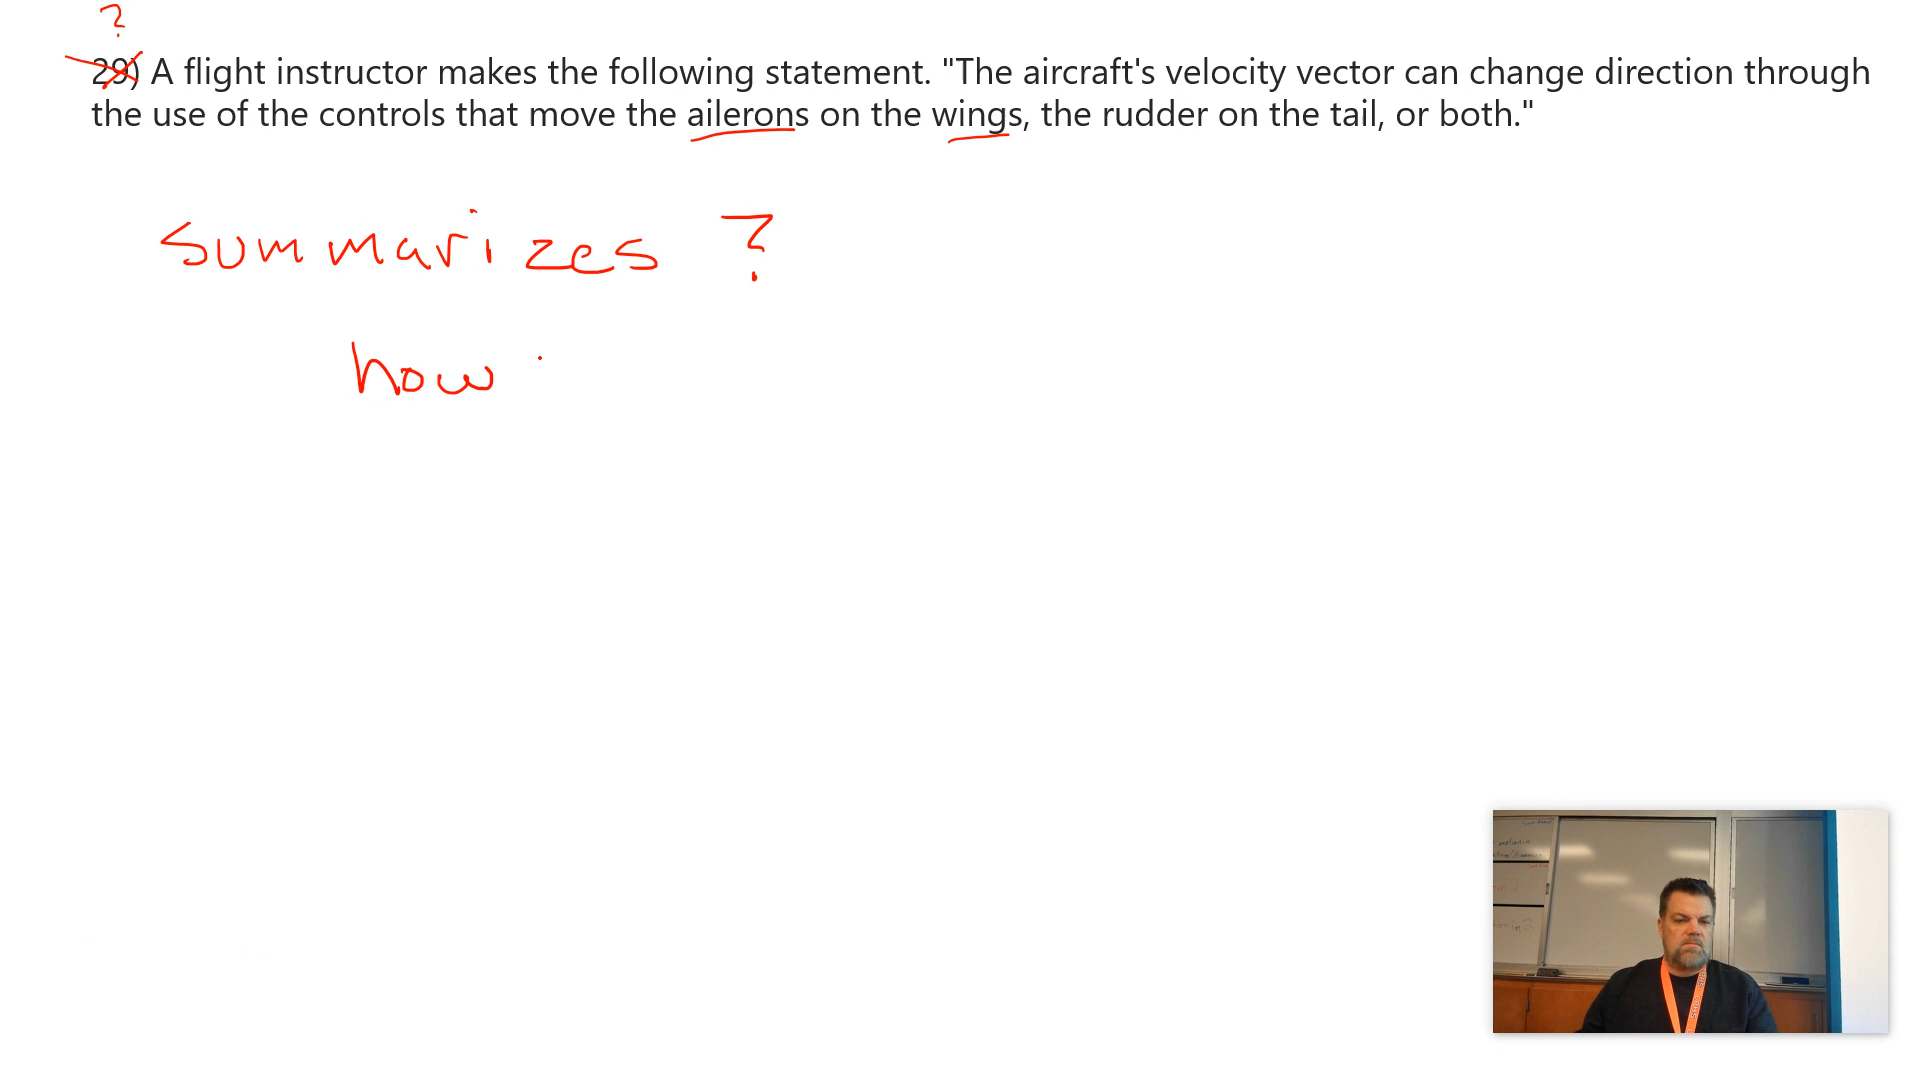 ?
29) A flight instructor makes the following statement. "The aircraft's velocity vector can change direction through
the use of the controls that move the ailerons on the wings, the rudder on the tail, or both."
summarizes ?
how